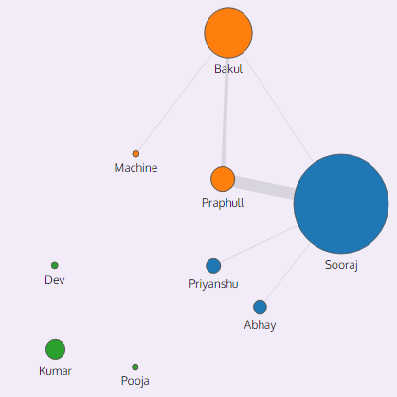 Bakul
Machine
Praphull
Sooraj
Dev
Priyanshu
Abhay
Kumar
Pooja